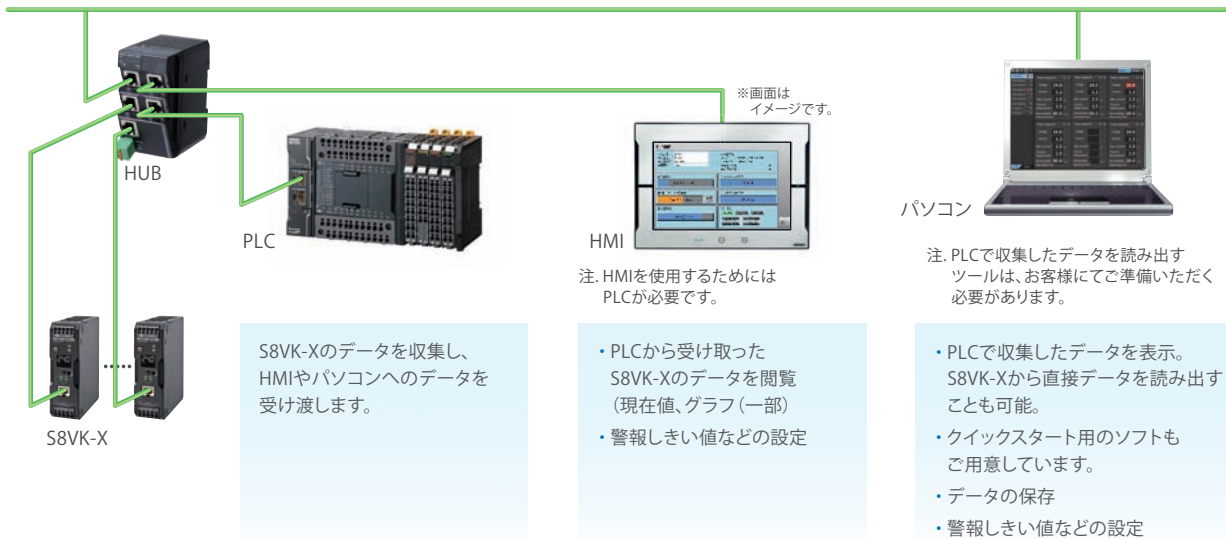 ※画面は
イメージです。
HUB
PLC
HMI
パソコン
注. HMIを使用するためには
PLCが必要です。
注. PLCで収集したデータを読み出す
ツールは、お客様にてご準備いただく
必要があります。
S8VK-X
S8VK-Xのデータを収集し、
HMIやパソコンへのデータを
受け渡します。
・PLCから受け取った
S8VK-Xのデータを閲覧
（現在値、グラフ（一部）
・警報しきい値などの設定
・PLCで収集したデータを表示。
S8VK-Xから直接データを読み出す
ことも可能。
・クイックスタート用のソフトも
ご用意しています。
・データの保存
・警報しきい値などの設定